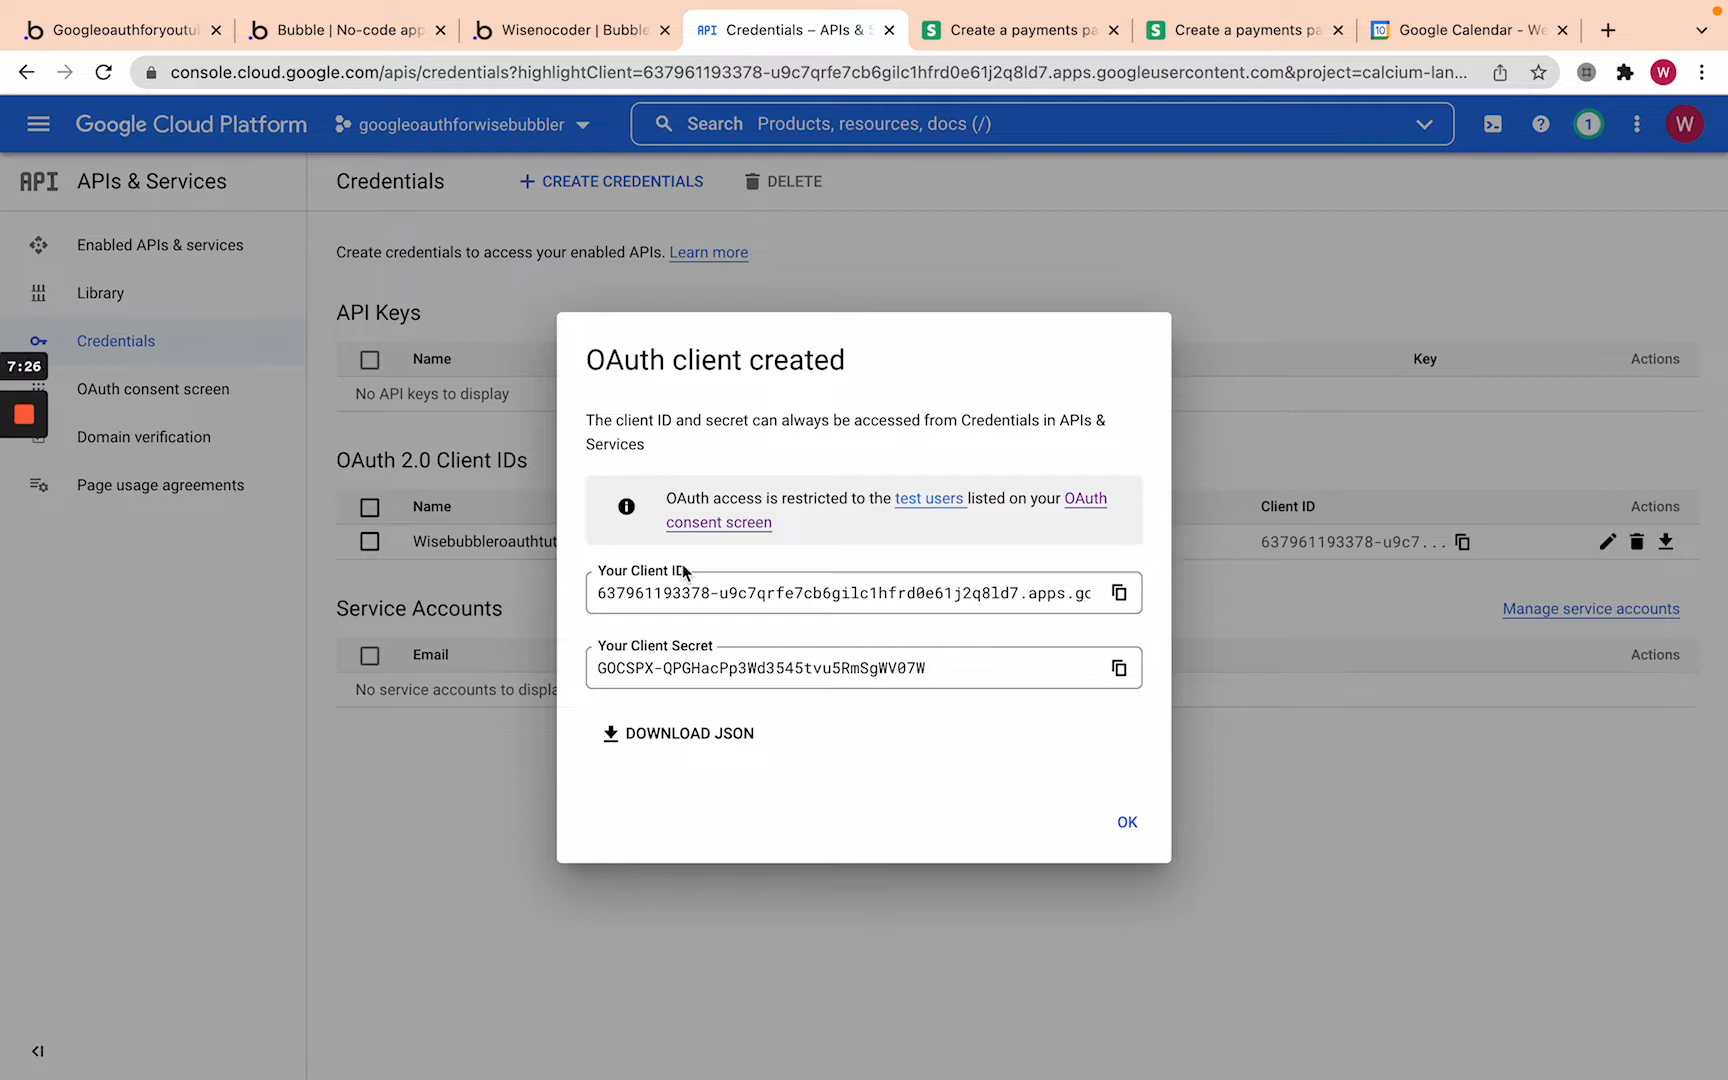 Googleoauthforyoutu
Bubble | No-code app
Wisenocoder | Bubble
API Credentials – APIs & S
Create a payments pa
Create a payments pa
Google Calendar - We
console.cloud.google.com/apis/credentials?highlightClient=637961193378-u9c7qrfe7cb6gilc1hfrd0e61j2q8ld7.apps.googleusercontent.com&project=calcium-lan...
W
Google Cloud Platform
googleoauthforwisebubbler
Search Products, resources, docs (/)
1
W
API APIs & Services
Credentials
+ CREATE CREDENTIALS
DELETE
Enabled APIs & services
Library
Credentials
OAuth consent screen
Domain verification
Page usage agreements
7:26
Create credentials to access your enabled APIs. Learn more
API Keys
Name
Key
Actions
No API keys to display
OAuth 2.0 Client IDs
Name
Client ID
Actions
Wisebubbleroauthtut
637961193378-u9c7...
Service Accounts
Manage service accounts
Email
Actions
No service accounts to displa
OAuth client created
The client ID and secret can always be accessed from Credentials in APIs &
Services
OAuth access is restricted to the test users listed on your OAuth
consent screen
Your Client ID
637961193378-u9c7qrfe7cb6gilc1hfrd0e61j2q8ld7.apps.gc
Your Client Secret
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
DOWNLOAD JSON
OK